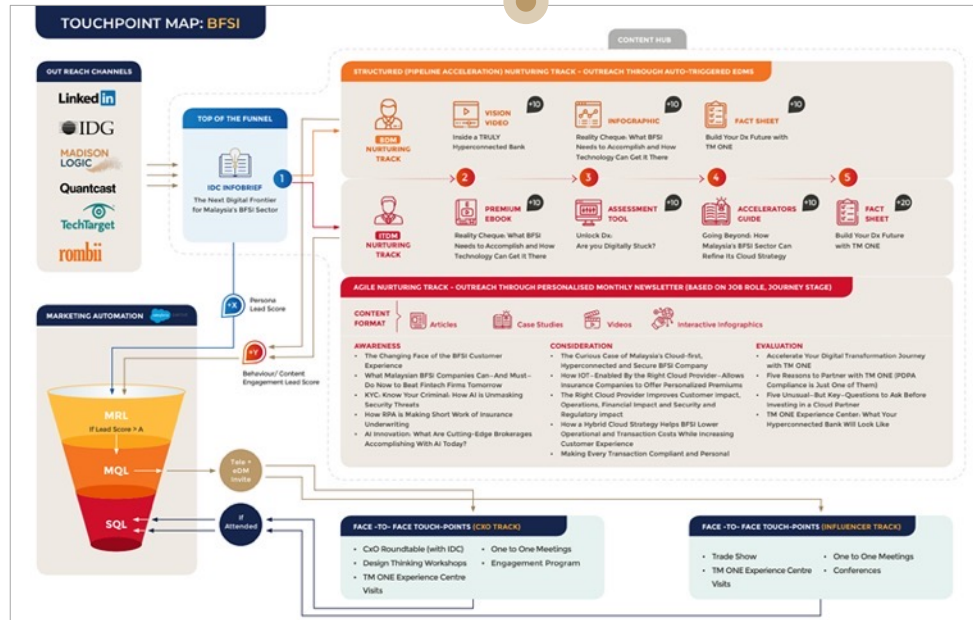 TOUCHPOINT MAP: BFSI
CONTENT HUB
OUT REACH CHANNELS
LinkedIn
IDG
MADISON
LOGIC
Quantcast
TechTarget
rombii
TOP OF THE FUNNEL
1
IDC INFOBRIEF
The Next Digital Frontier
for Malaysia's BFSI Sector
STRUCTURED (PIPELINE ACCELERATION) NURTURING TRACK - OUTREACH THROUGH AUTO-TRIGGERED EDMS
BDM
NURTURING
TRACK
VISION
VIDEO
+10
Inside a TRULY
Hyperconnected Bank
INFOGRAPHIC
+10
Reality Cheque: What BFSI
Needs to Accomplish and How
Technology Can Get It There
FACT SHEET
+10
Build Your Dx Future with
TM ONE
2
3
4
5
ITDM
NURTURING
TRACK
PREMIUM
EBOOK
+10
Reality Cheque: What BFSI
Needs to Accomplish and How
Technology Can Get It There
ASSESSMENT
TOOL
+10
Unlock Dx:
Are you Digitally Stuck?
ACCELERATORS
GUIDE
+10
Going Beyond: How
Malaysia's BFSI Sector Can
Refine Its Cloud Strategy
FACT
SHEET
+20
Build Your Dx Future
with TM ONE
AGILE NURTURING TRACK - OUTREACH THROUGH PERSONALISED MONTHLY NEWSLETTER (BASED ON JOB ROLE, JOURNEY STAGE)
CONTENT
FORMAT
Articles
Case Studies
Videos
Interactive Infographics
AWARENESS
• The Changing Face of the BFSI Customer
Experience
• What Malaysian BFSI Companies Can—And Must—
Do Now to Beat Fintech Firms Tomorrow
• KYC: Know Your Criminal: How AI is Unmasking
Security Threats
• How RPA is Making Short Work of Insurance
Underwriting
• AI Innovation: What Are Cutting-Edge Brokerages
Accomplishing With Ai Today?
CONSIDERATION
• The Curious Case of Malaysia's Cloud-first,
Hyperconnected and Secure BFSI Company
• How IOT-Enabled By the Right Cloud Provider-Allows
Insurance Companies to Offer Personalized Premiums
• The Right Cloud Provider Improves Customer Impact,
Operations, Financial Impact and Security and
Regulatory impact
• How a Hybrid Cloud Strategy Helps BFSI Lower
Operational and Transaction Costs While Increasing
Customer Experience
• Making Every Transaction Compliant and Personal
EVALUATION
• Accelerate Your Digital Transformation Journey
with TM ONE
• Five Reasons to Partner with TM ONE (PDPA
Compliance is Just One of Them)
• Five Unusual—But Key—Questions to Ask Before
Investing in a Cloud Partner
• TM ONE Experience Center: What Your
Hyperconnected Bank Will Look Like
+X
Persona
Lead Score
+Y
Behaviour/ Content
Engagement Lead Score
MARKETING AUTOMATION
MRL
If Lead Score > A
MQL
SQL
Tele +
eDM
Invite
If
Attended
FACE -TO- FACE TOUCH-POINTS (CXO TRACK)
• CxO Roundtable (with IDC)
• Design Thinking Workshops
• TM ONE Experience Centre
Visits
• One to One Meetings
• Engagement Program
FACE -TO- FACE TOUCH-POINTS (INFLUENCER TRACK)
• Trade Show
• TM ONE Experience Centre
Visits
• One to One Meetings
• Conferences